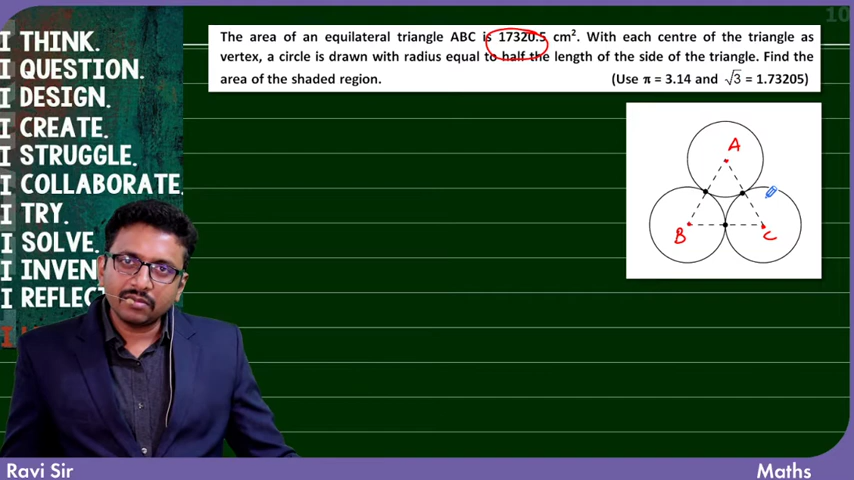 10
I THINK.
I QUESTION.
I DESIGN.
I CREATE.
I STRUGGLE.
I COLLABORATE.
I TRY.
I SOLVE.
I INVEN
I REFLECT
The area of an equilateral triangle ABC is 17320.5 cm². With each centre of the triangle as
vertex, a circle is drawn with radius equal to half the length of the side of the triangle. Find the
area of the shaded region. (Use π = 3.14 and √3 = 1.73205)
A
B
C
Ravi Sir
Maths